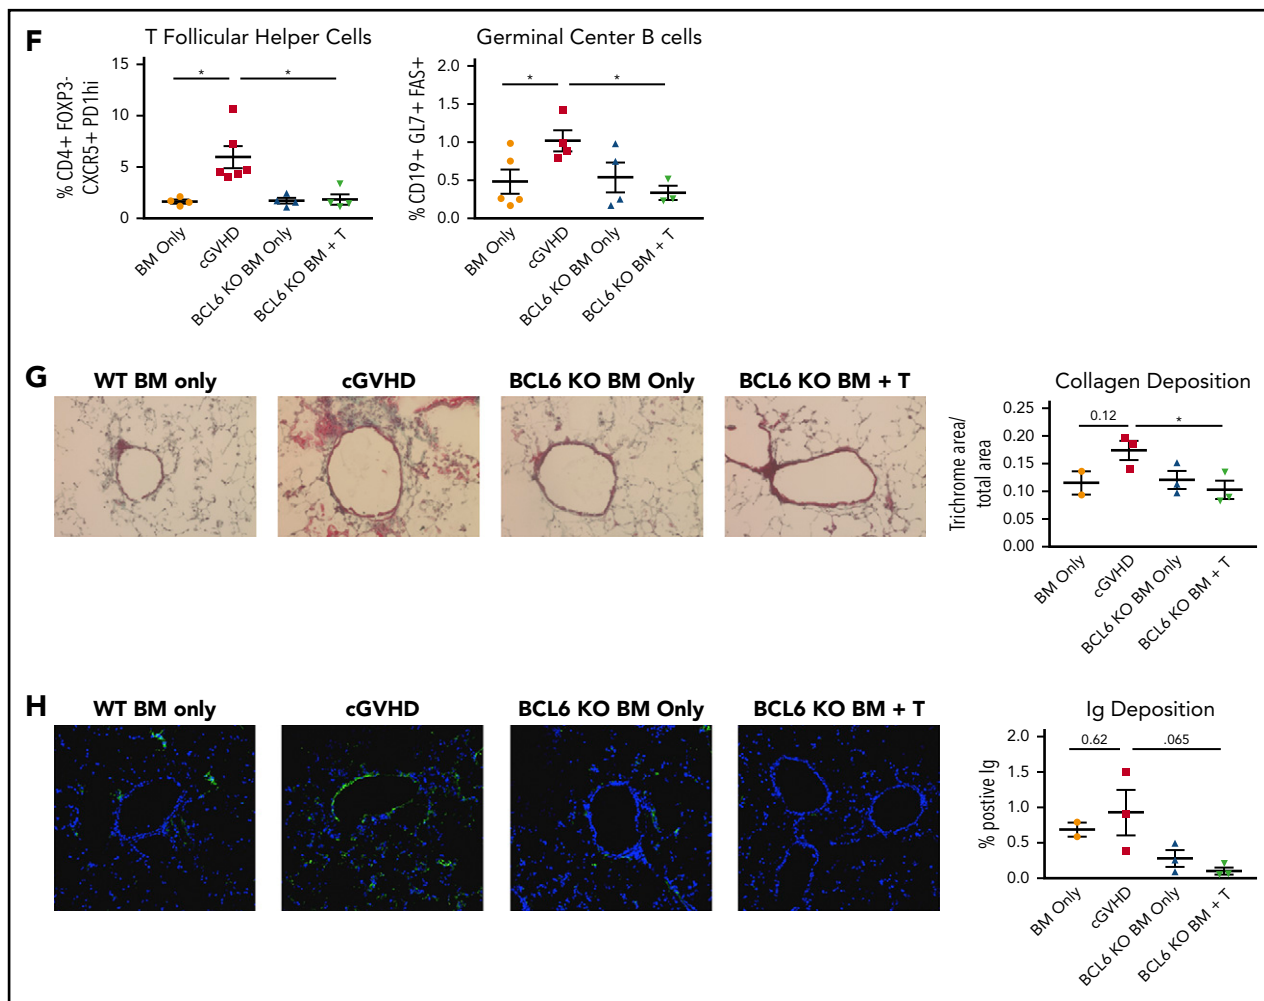 F
T Follicular Helper Cells
% CD4+ FOXP3-
CXCR5+ PD1hi
15
10
5
0
*
*
BM Only
cGVHD
BCL6 KO BM Only
BCL6 KO BM + T
Germinal Center B cells
% CD19+ GL7+ FAS+
2.0
1.5
1.0
0.5
0.0
*
*
BM Only
cGVHD
BCL6 KO BM Only
BCL6 KO BM + T
G
WT BM only
cGVHD
BCL6 KO BM Only
BCL6 KO BM + T
Collagen Deposition
Trichrome area/
total area
0.25
0.20
0.15
0.10
0.05
0.00
0.12
*
BM Only
cGVHD
BCL6 KO BM Only
BCL6 KO BM + T
H
WT BM only
cGVHD
BCL6 KO BM Only
BCL6 KO BM + T
Ig Deposition
% postive Ig
2.0
1.5
1.0
0.5
0.0
0.62
.065
BM Only
cGVHD
BCL6 KO BM Only
BCL6 KO BM + T